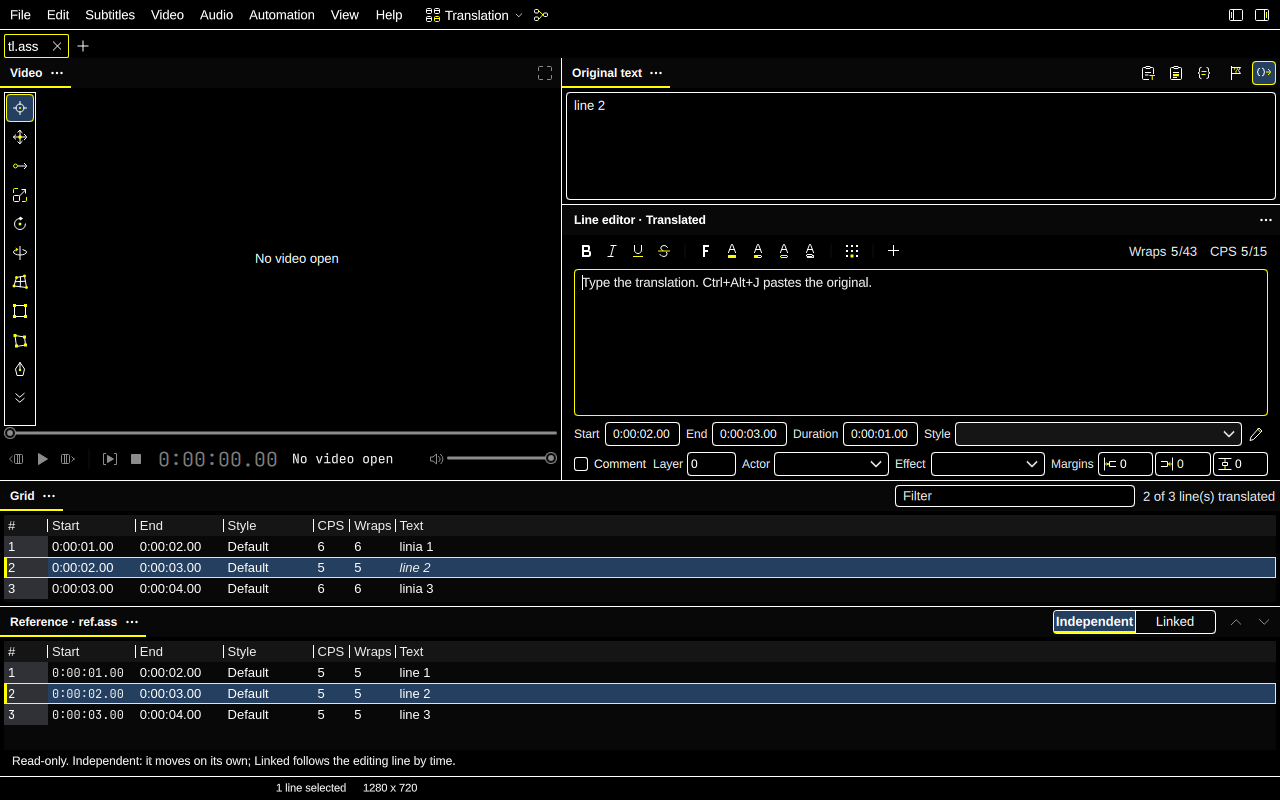 File Edit Subtitles Video Audio Automation View Help Translation
tl.ass
Video
Original text
line 2
No video open
Line editor · Translated
B I U S F A A A A Wraps 5/43 CPS 5/15
Type the translation. Ctrl+Alt+J pastes the original.
Start 0:00:02.00 End 0:00:03.00 Duration 0:00:01.00 Style
Comment Layer 0 Actor Effect Margins 0 0 0
0:00:00.00 No video open
Grid Filter 2 of 3 line(s) translated
# Start End Style CPS Wraps Text
1 0:00:01.00 0:00:02.00 Default 6 6 linia 1
2 0:00:02.00 0:00:03.00 Default 5 5 line 2
3 0:00:03.00 0:00:04.00 Default 6 6 linia 3
Reference · ref.ass Independent Linked
# Start End Style CPS Wraps Text
1 0:00:01.00 0:00:02.00 Default 5 5 line 1
2 0:00:02.00 0:00:03.00 Default 5 5 line 2
3 0:00:03.00 0:00:04.00 Default 5 5 line 3
Read-only. Independent: it moves on its own; Linked follows the editing line by time.
1 line selected 1280 x 720